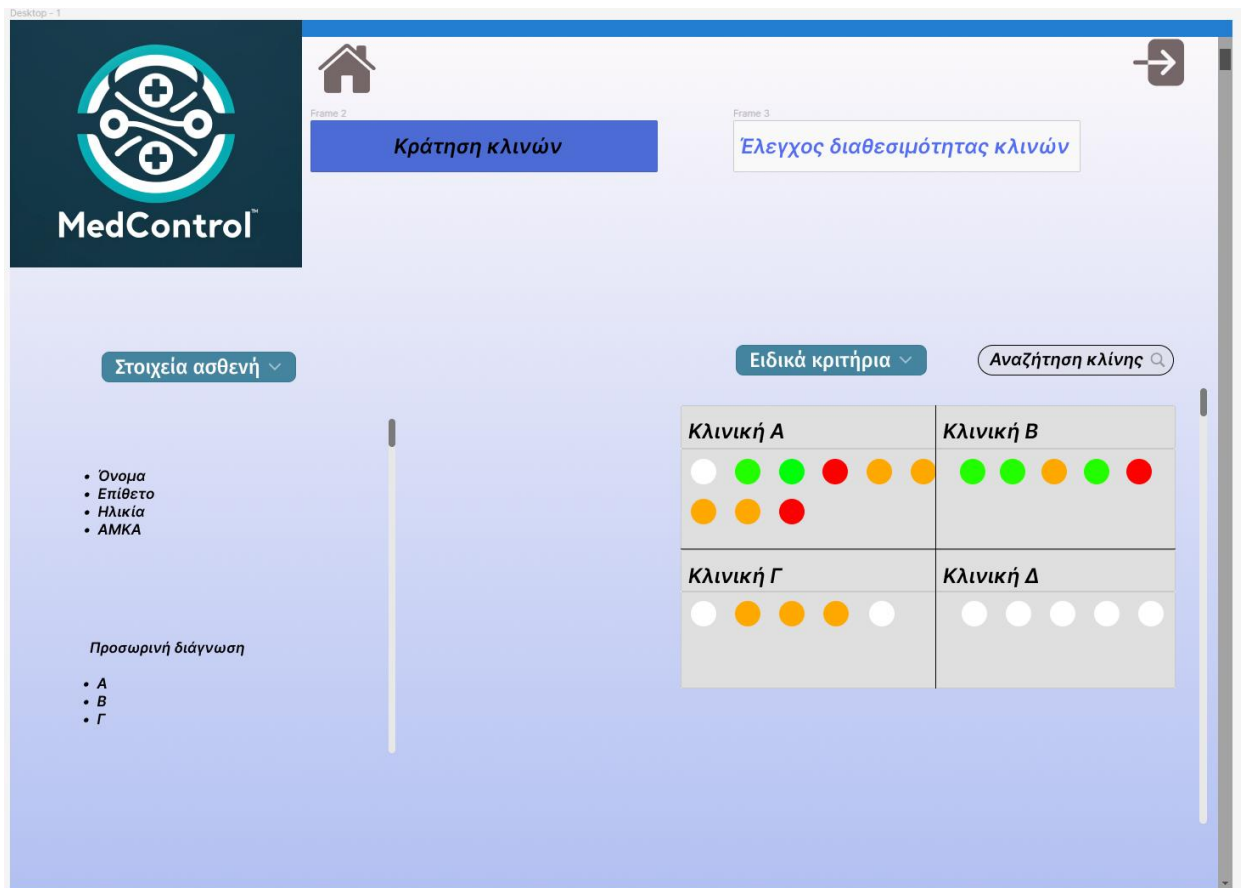 Desktop - 1
MedControl™
Frame 2
Κράτηση κλινών
Frame 3
Έλεγχος διαθεσιμότητας κλινών
Στοιχεία ασθενή
• Όνομα
• Επίθετο
• Ηλικία
• ΑΜΚΑ
Προσωρινή διάγνωση
• Α
• Β
• Γ
Ειδικά κριτήρια
Αναζήτηση κλίνης
Κλινική Α
Κλινική Β
Κλινική Γ
Κλινική Δ